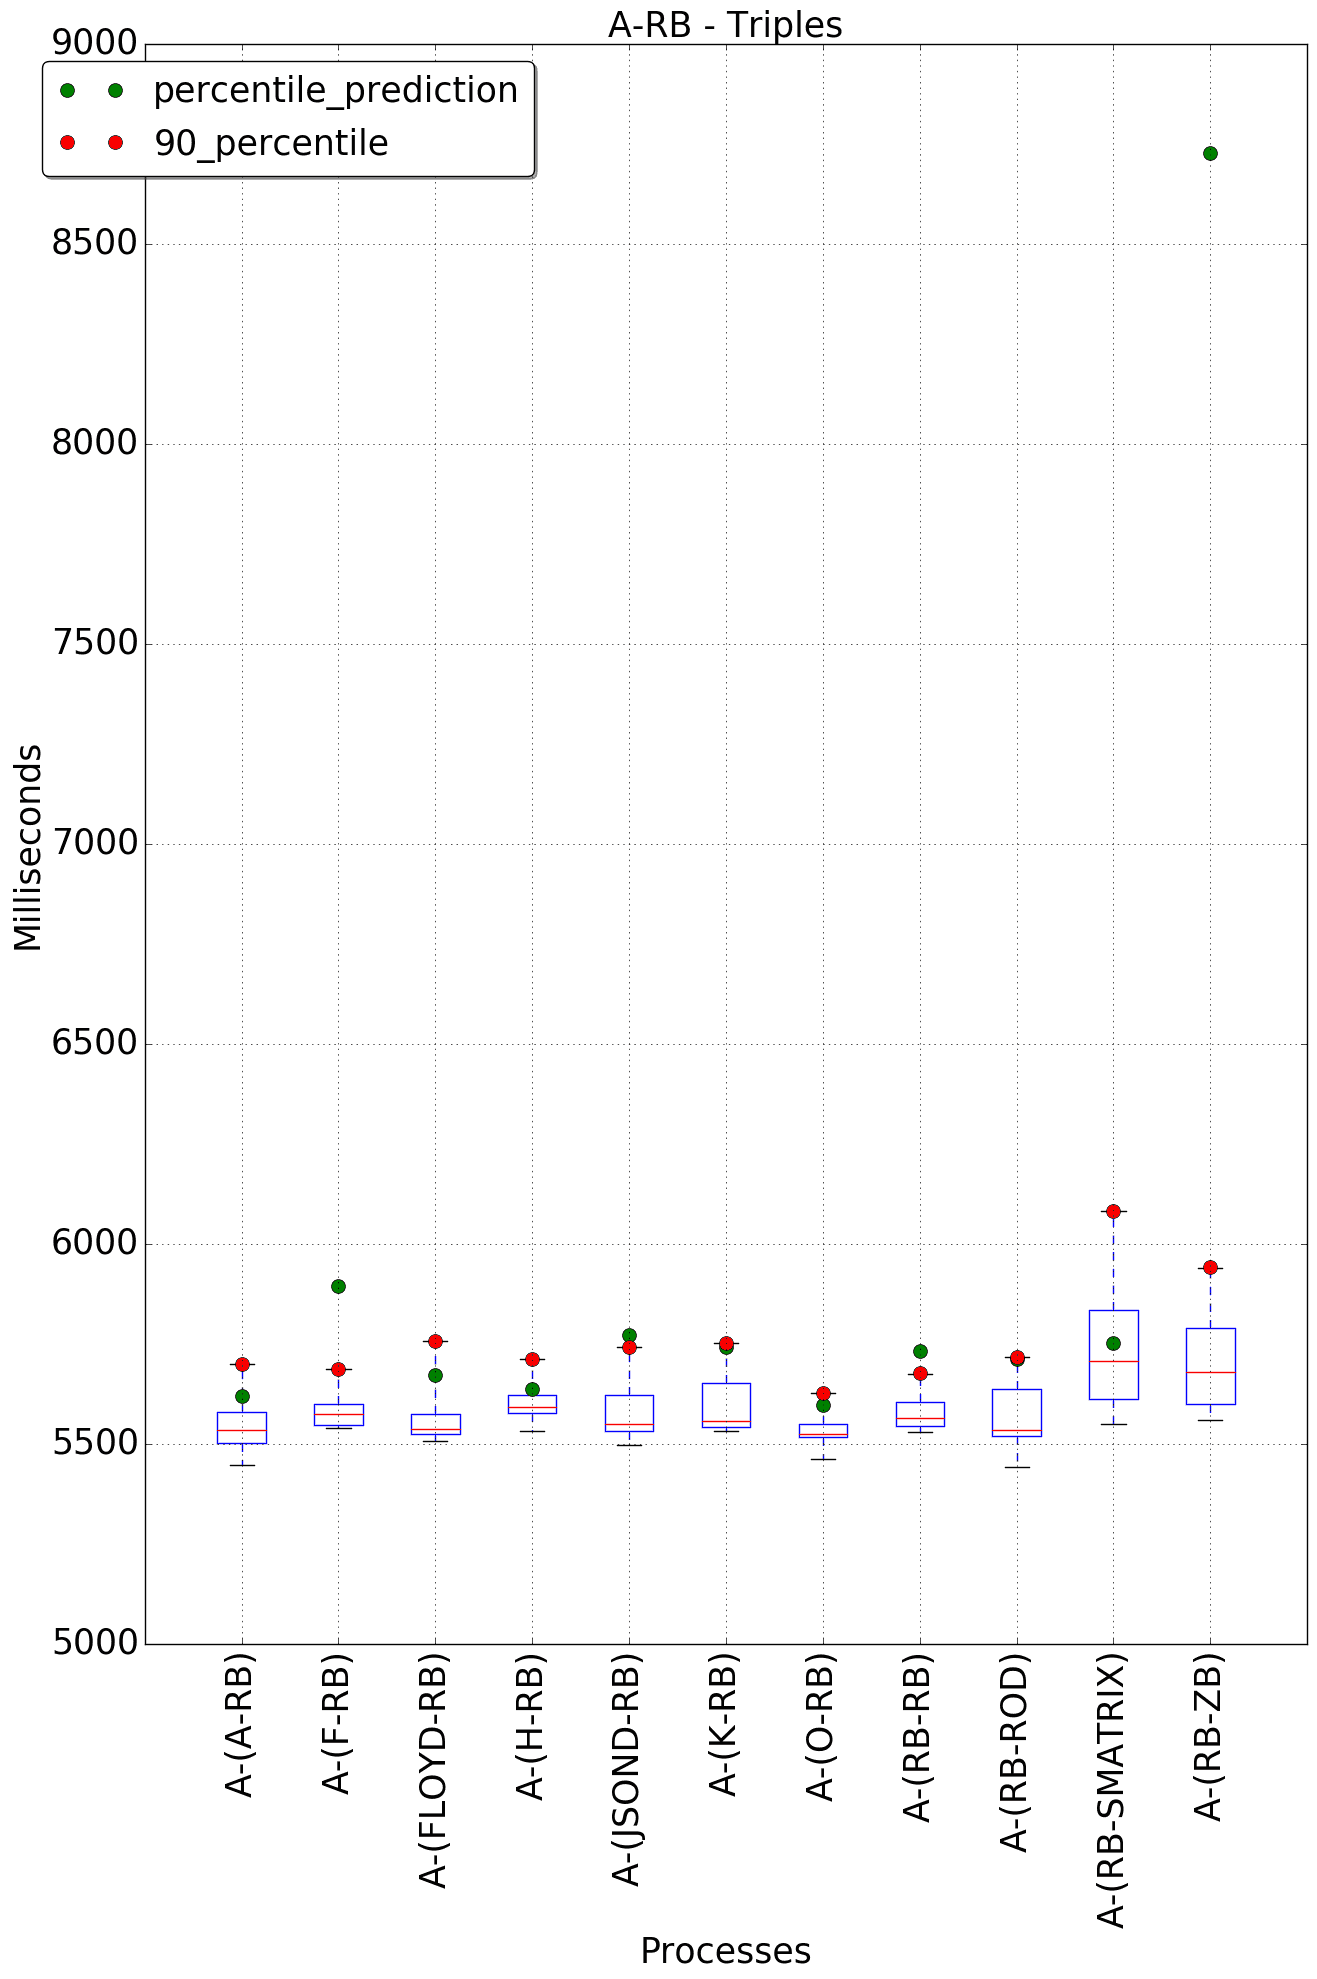 A-RB - Triples
percentile_prediction
90_percentile
9000
8500
8000
7500
7000
6500
6000
5500
5000
Milliseconds
A-(A-RB)
A-(F-RB)
A-(FLOYD-RB)
A-(H-RB)
A-(JSOND-RB)
A-(K-RB)
A-(O-RB)
A-(RB-RB)
A-(RB-ROD)
A-(RB-SMATRIX)
A-(RB-ZB)
Processes